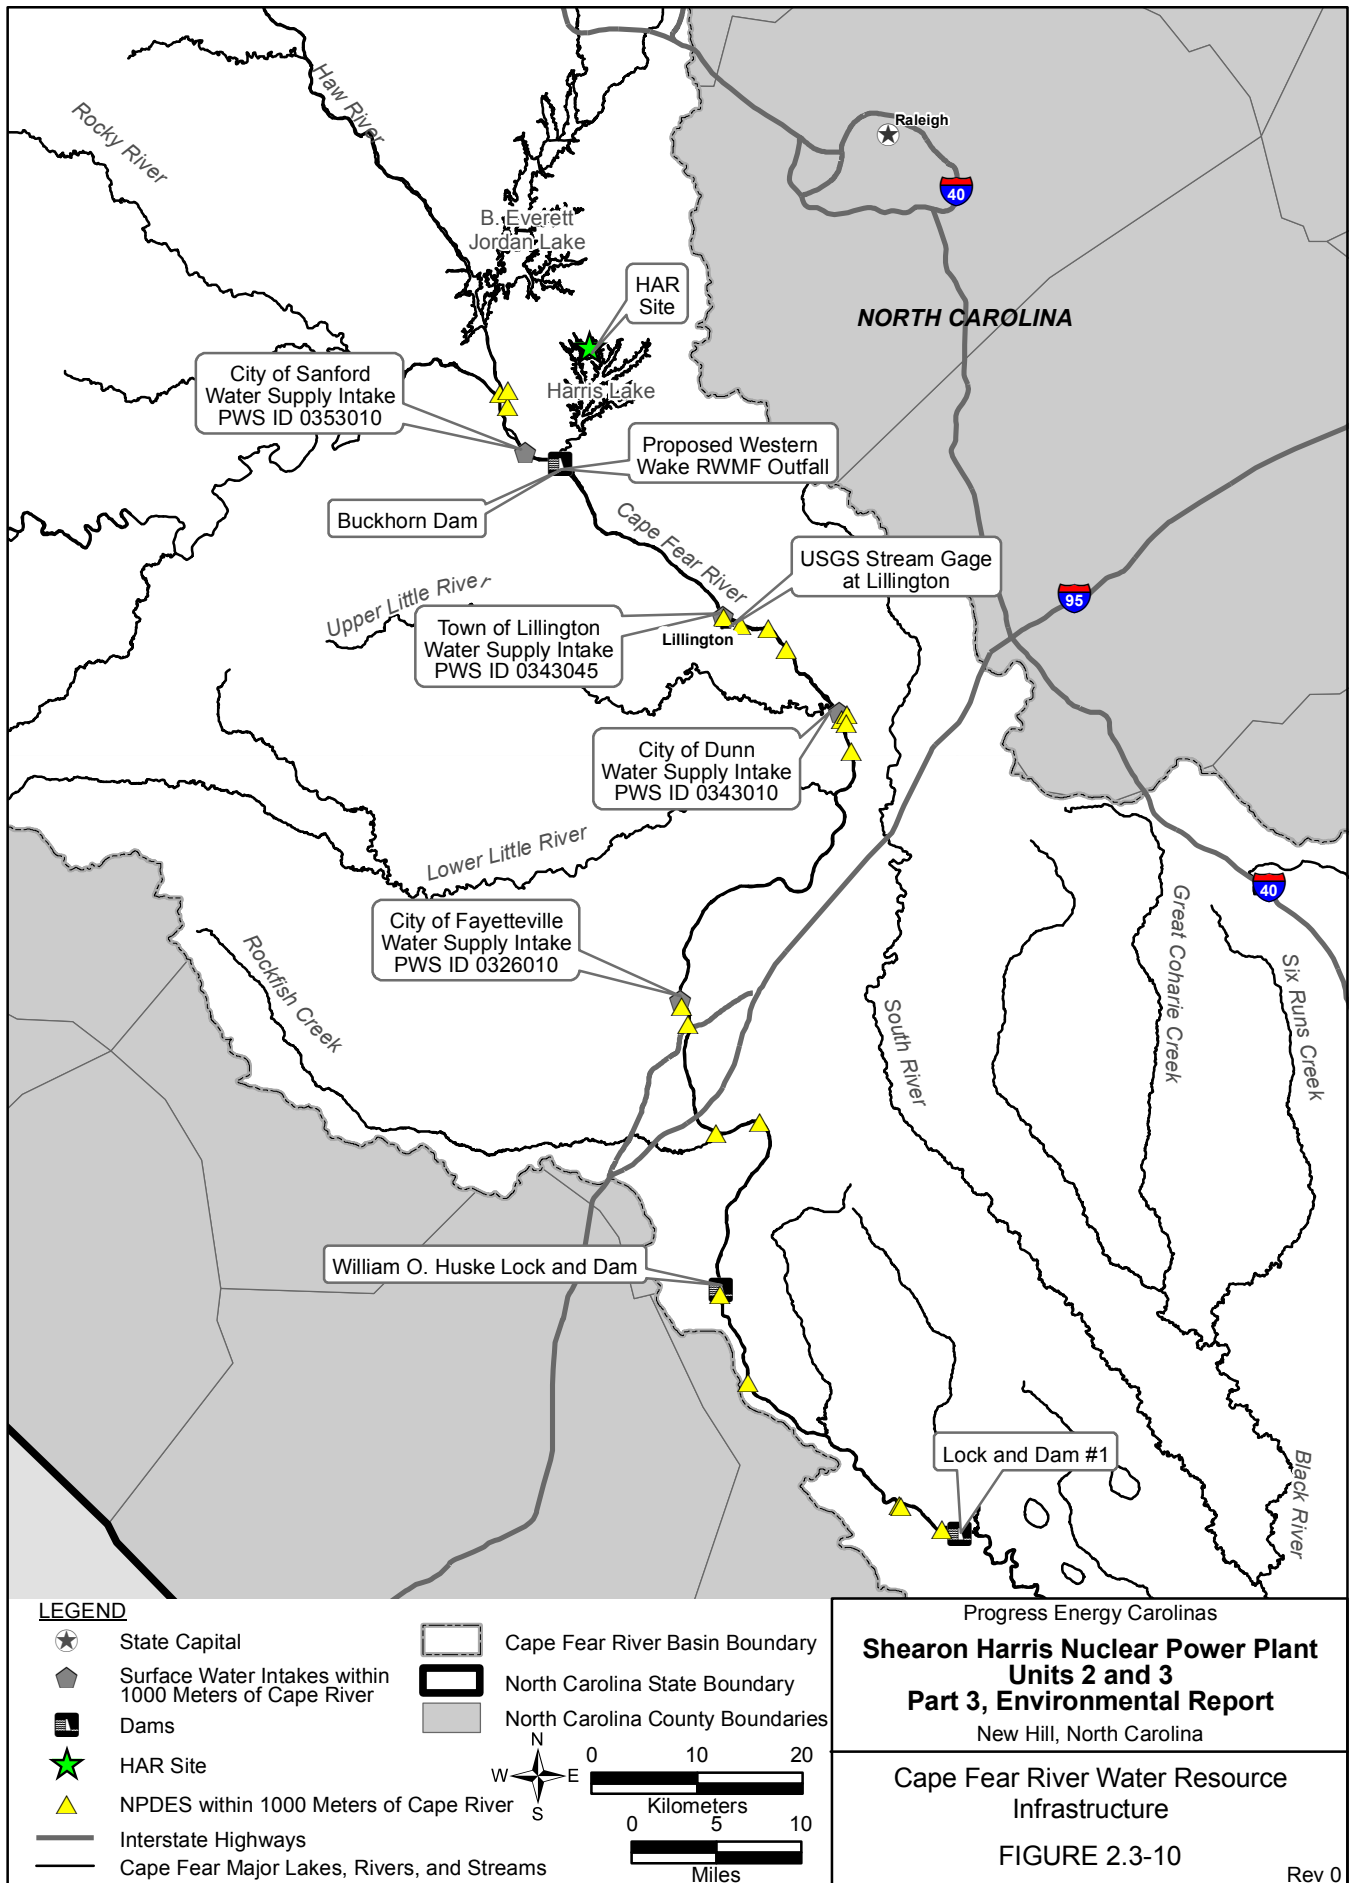 Haw River
Rocky River
Raleigh
40
B. Everett
Jordan Lake
HAR
Site
NORTH CAROLINA
City of Sanford
Water Supply Intake
PWS ID 0353010
Harris Lake
Proposed Western
Wake RWMF Outfall
Buckhorn Dam
Cape Fear River
USGS Stream Gage
at Lillington
95
Upper Little River
Town of Lillington
Water Supply Intake
PWS ID 0343045
Lillington
City of Dunn
Water Supply Intake
PWS ID 0343010
Lower Little River
40
City of Fayetteville
Water Supply Intake
PWS ID 0326010
Rockfish Creek
Great Coharie Creek
Six Runs Creek
South River
William O. Huske Lock and Dam
Lock and Dam #1
Black River
LEGEND
State Capital
Surface Water Intakes within
1000 Meters of Cape River
Dams
HAR Site
NPDES within 1000 Meters of Cape River
Interstate Highways
Cape Fear Major Lakes, Rivers, and Streams
Cape Fear River Basin Boundary
North Carolina State Boundary
North Carolina County Boundaries
N
W E
S
0 10 20
Kilometers
0 5 10
Miles
Progress Energy Carolinas
Shearon Harris Nuclear Power Plant
Units 2 and 3
Part 3, Environmental Report
New Hill, North Carolina
Cape Fear River Water Resource
Infrastructure
FIGURE 2.3-10
Rev 0